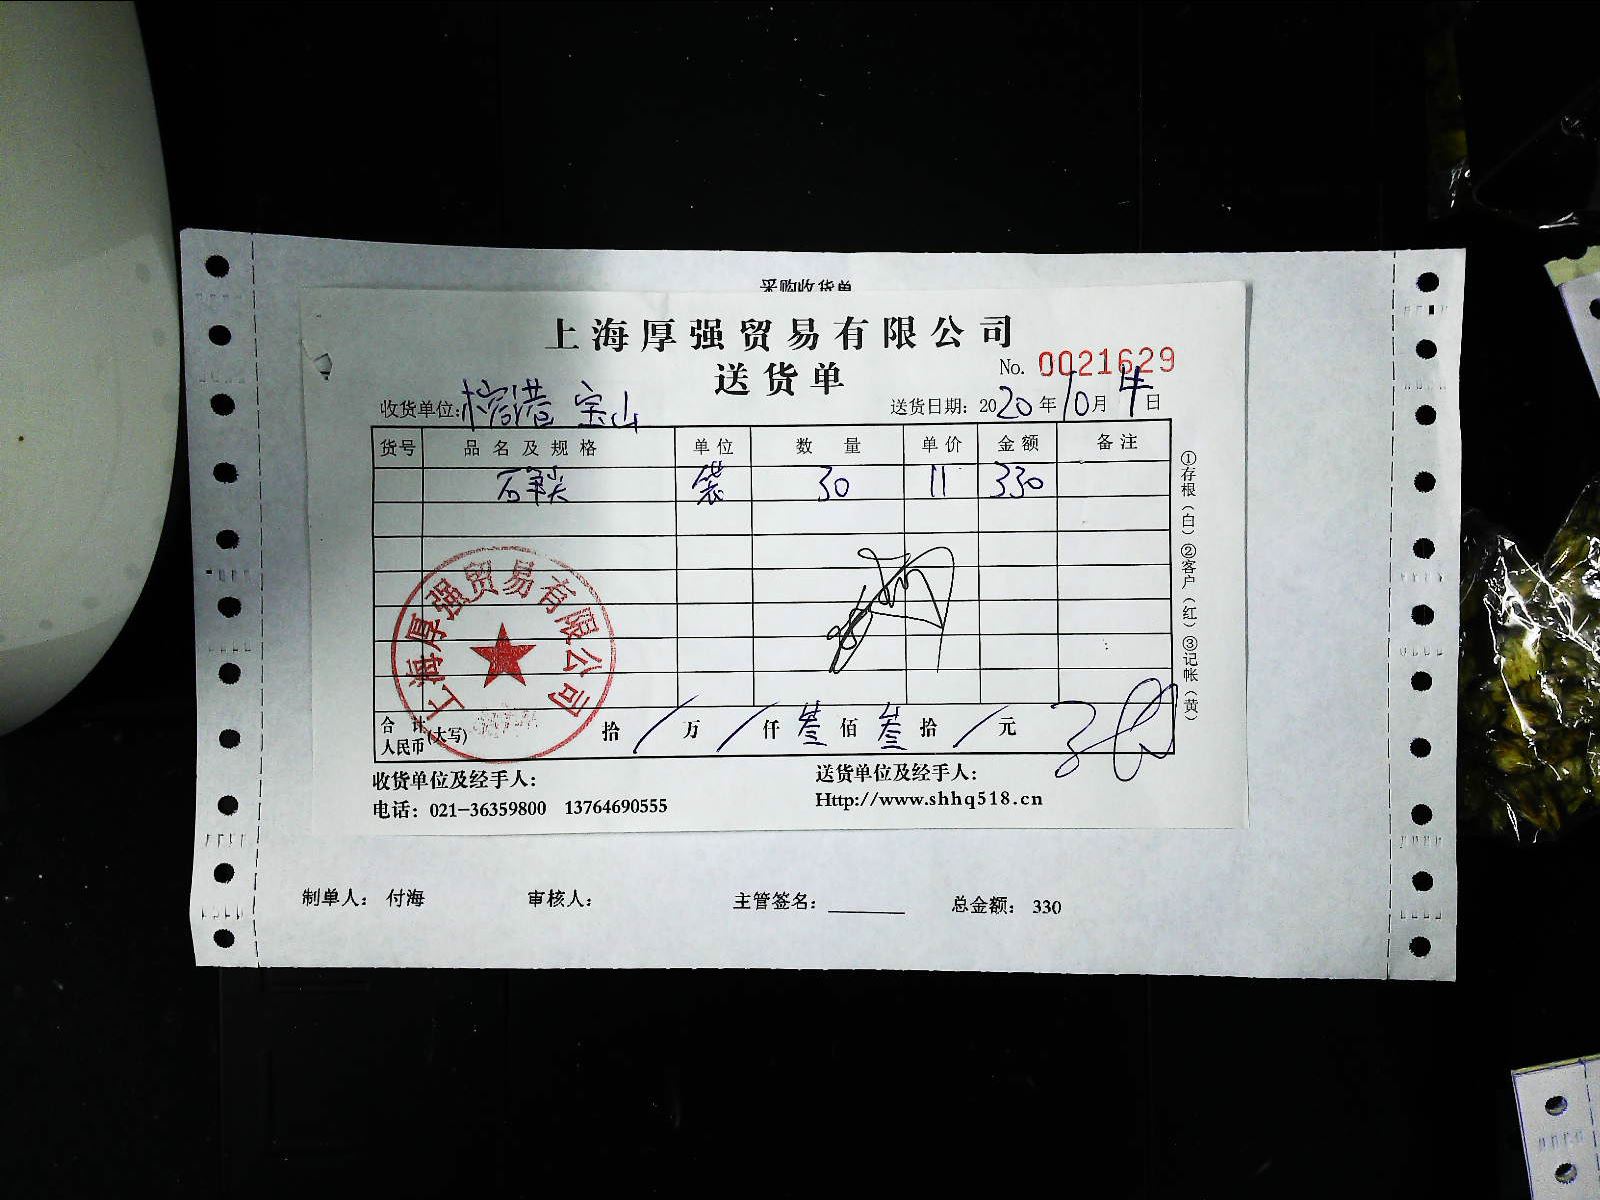 采购收货单
上海厚强贸易有限公司
送货单
No. 0021629
收货单位: 宝山
送货日期: 2020年10月4日
货号 品名及规格 单位 数量 单价 金额 备注
袋 30 11 330
①存根(白)②客户(红)③记帐(黄)
上海厚强贸易有限公司
合计人民币(大写) 拾/万/仟叁佰叁拾/元
收货单位及经手人: 送货单位及经手人:
电话: 021-36359800 13764690555 Http://www.shhq518.cn
制单人: 付海 审核人: 主管签名: 总金额: 330